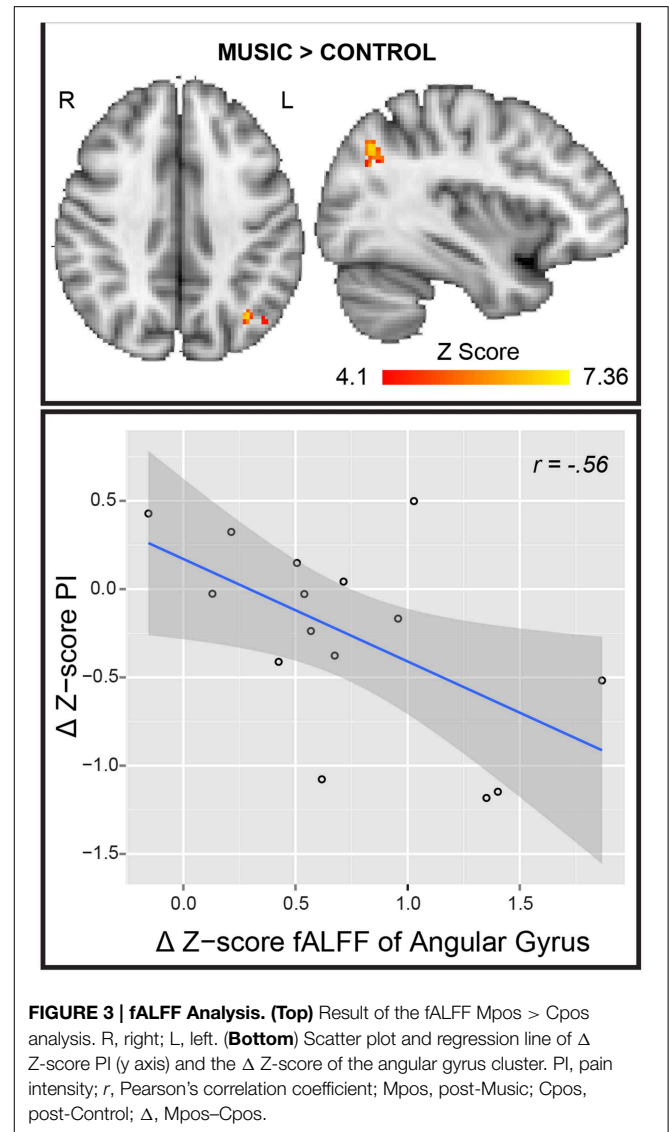 MUSIC > CONTROL
R
L
Z Score
4.1
7.36
r = -.56
0.5
0.0
−0.5
−1.0
−1.5
Δ Z−score PI
0.0
0.5
1.0
1.5
Δ Z−score fALFF of Angular Gyrus
FIGURE 3 | fALFF Analysis. (Top) Result of the fALFF Mpos > Cpos
analysis. R, right; L, left. (Bottom) Scatter plot and regression line of Δ
Z-score PI (y axis) and the Δ Z-score of the angular gyrus cluster. PI, pain
intensity; r, Pearson's correlation coefficient; Mpos, post-Music; Cpos,
post-Control; Δ, Mpos–Cpos.